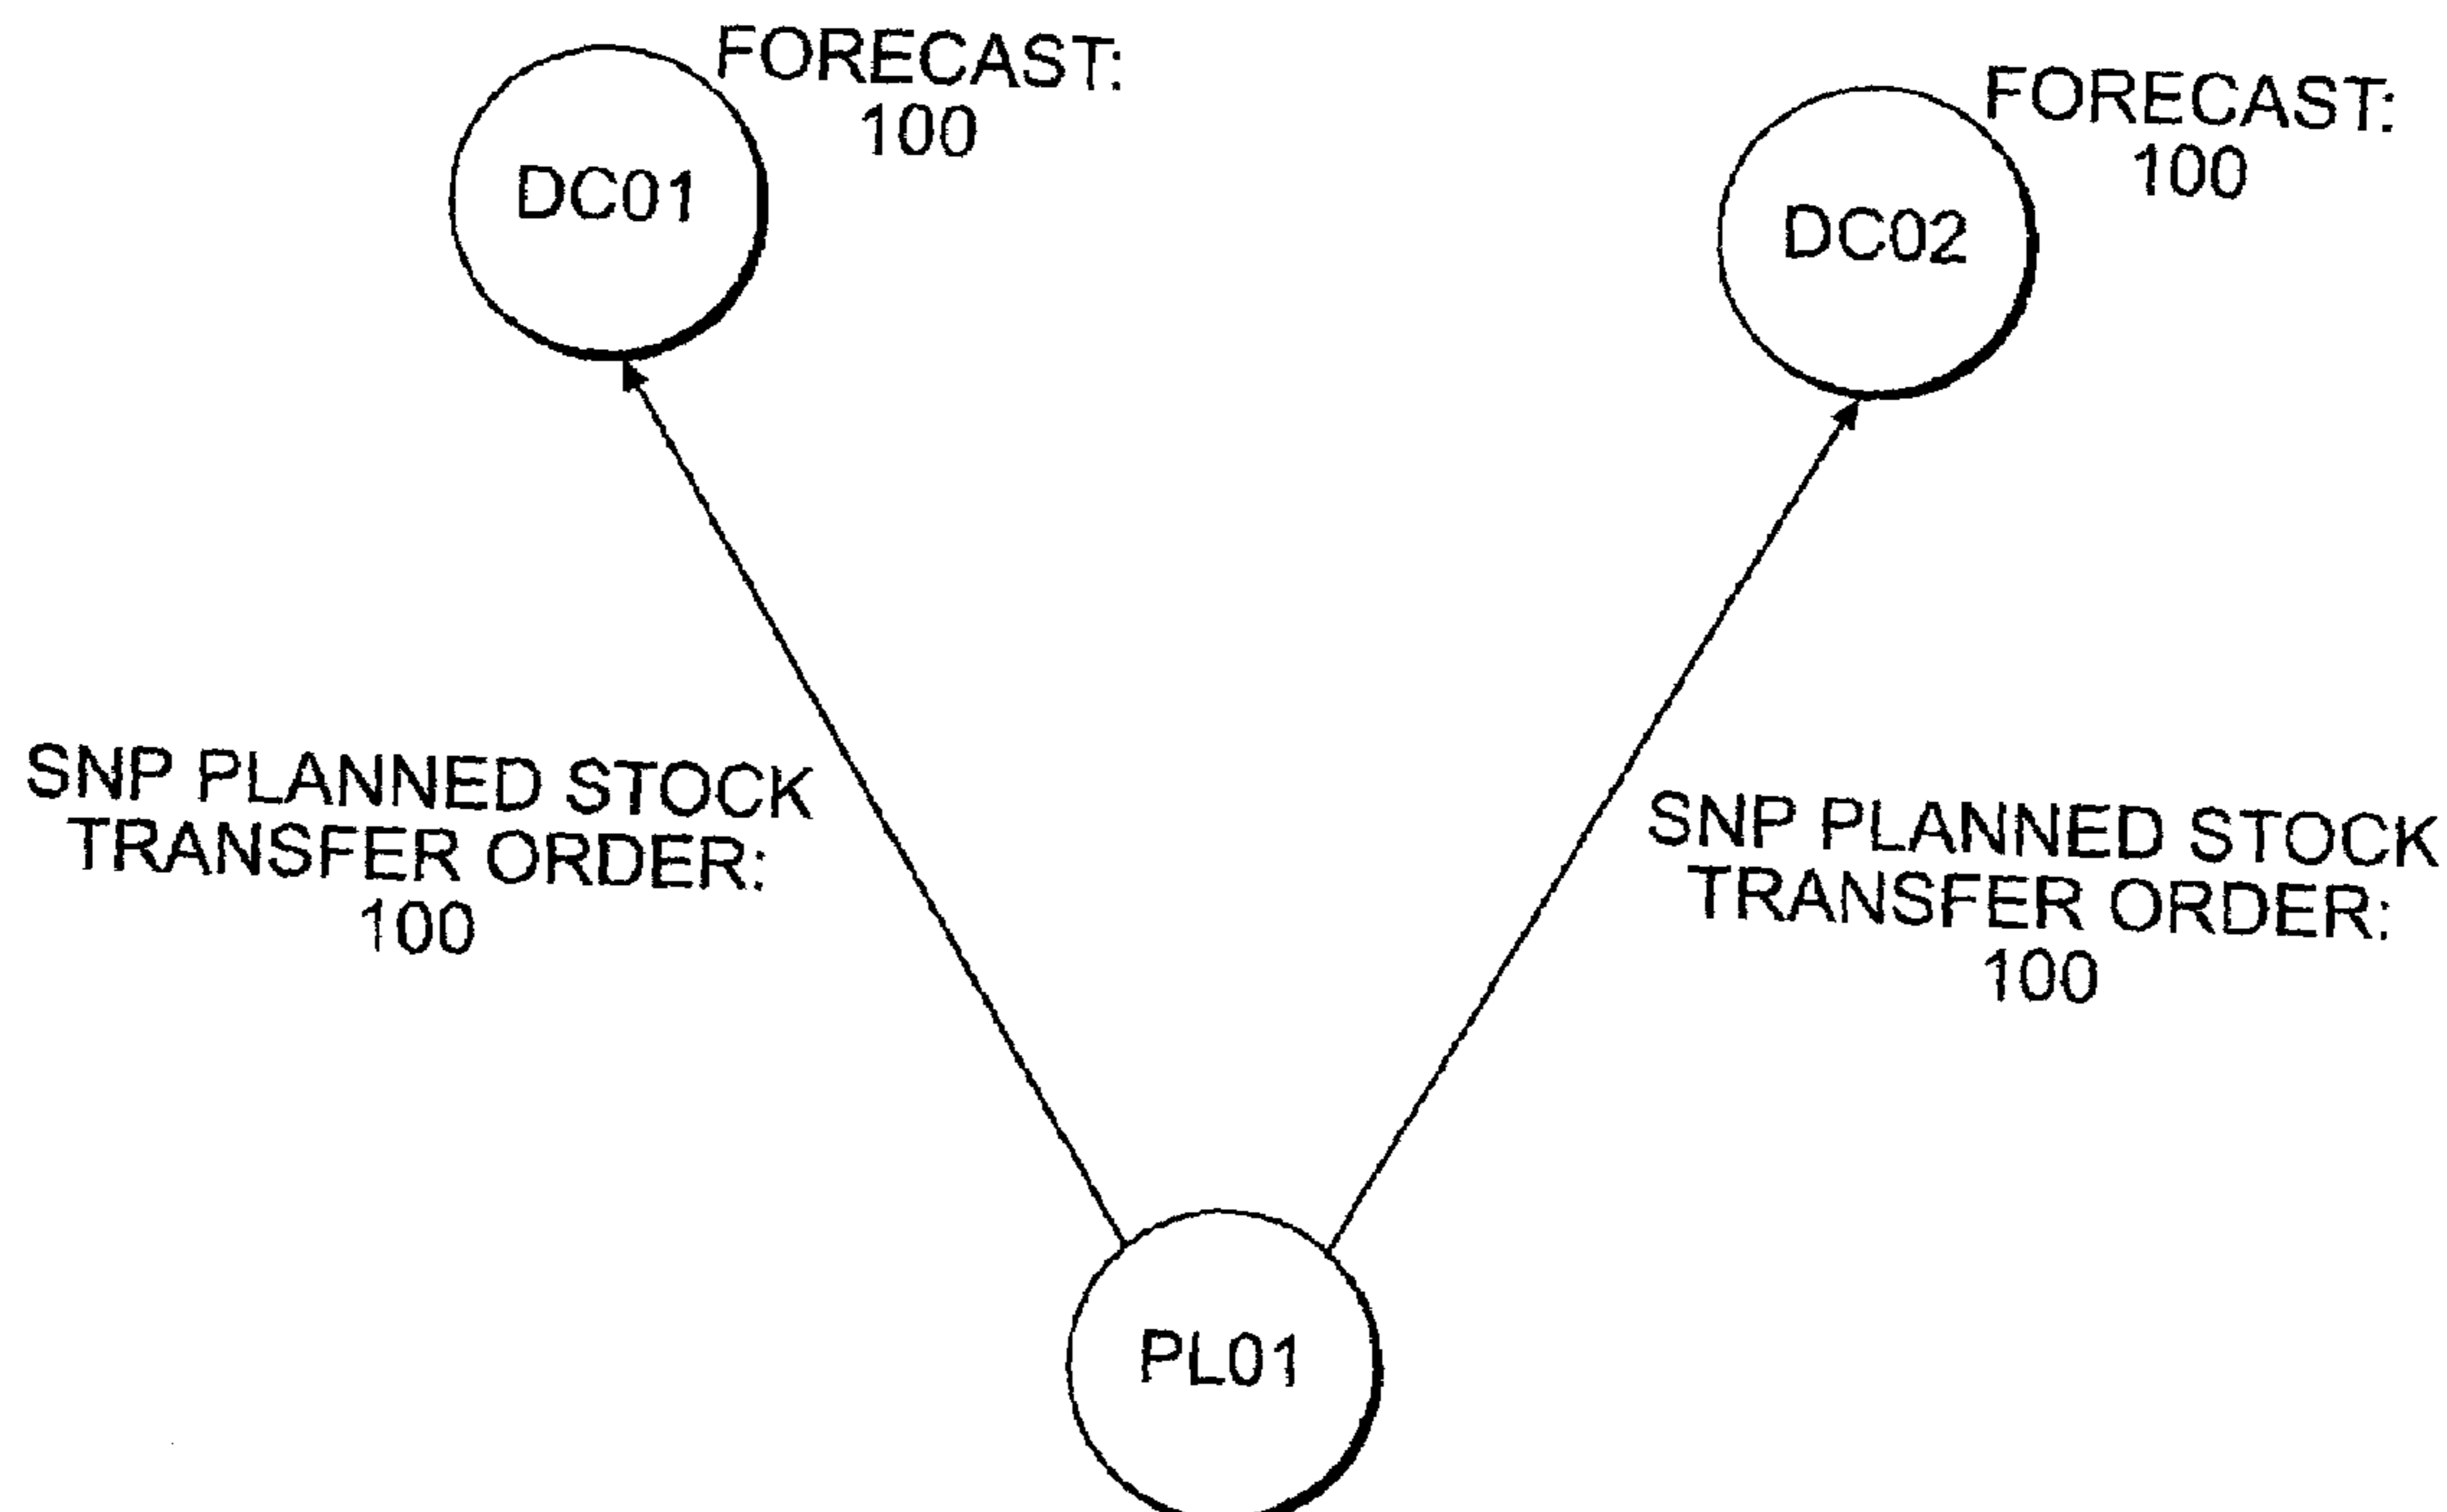 FORECAST:
100
DC01
FORECAST:
100
DC02
SNP PLANNED STOCK
TRANSFER ORDER:
100
SNP PLANNED STOCK
TRANSFER ORDER:
100
PL01